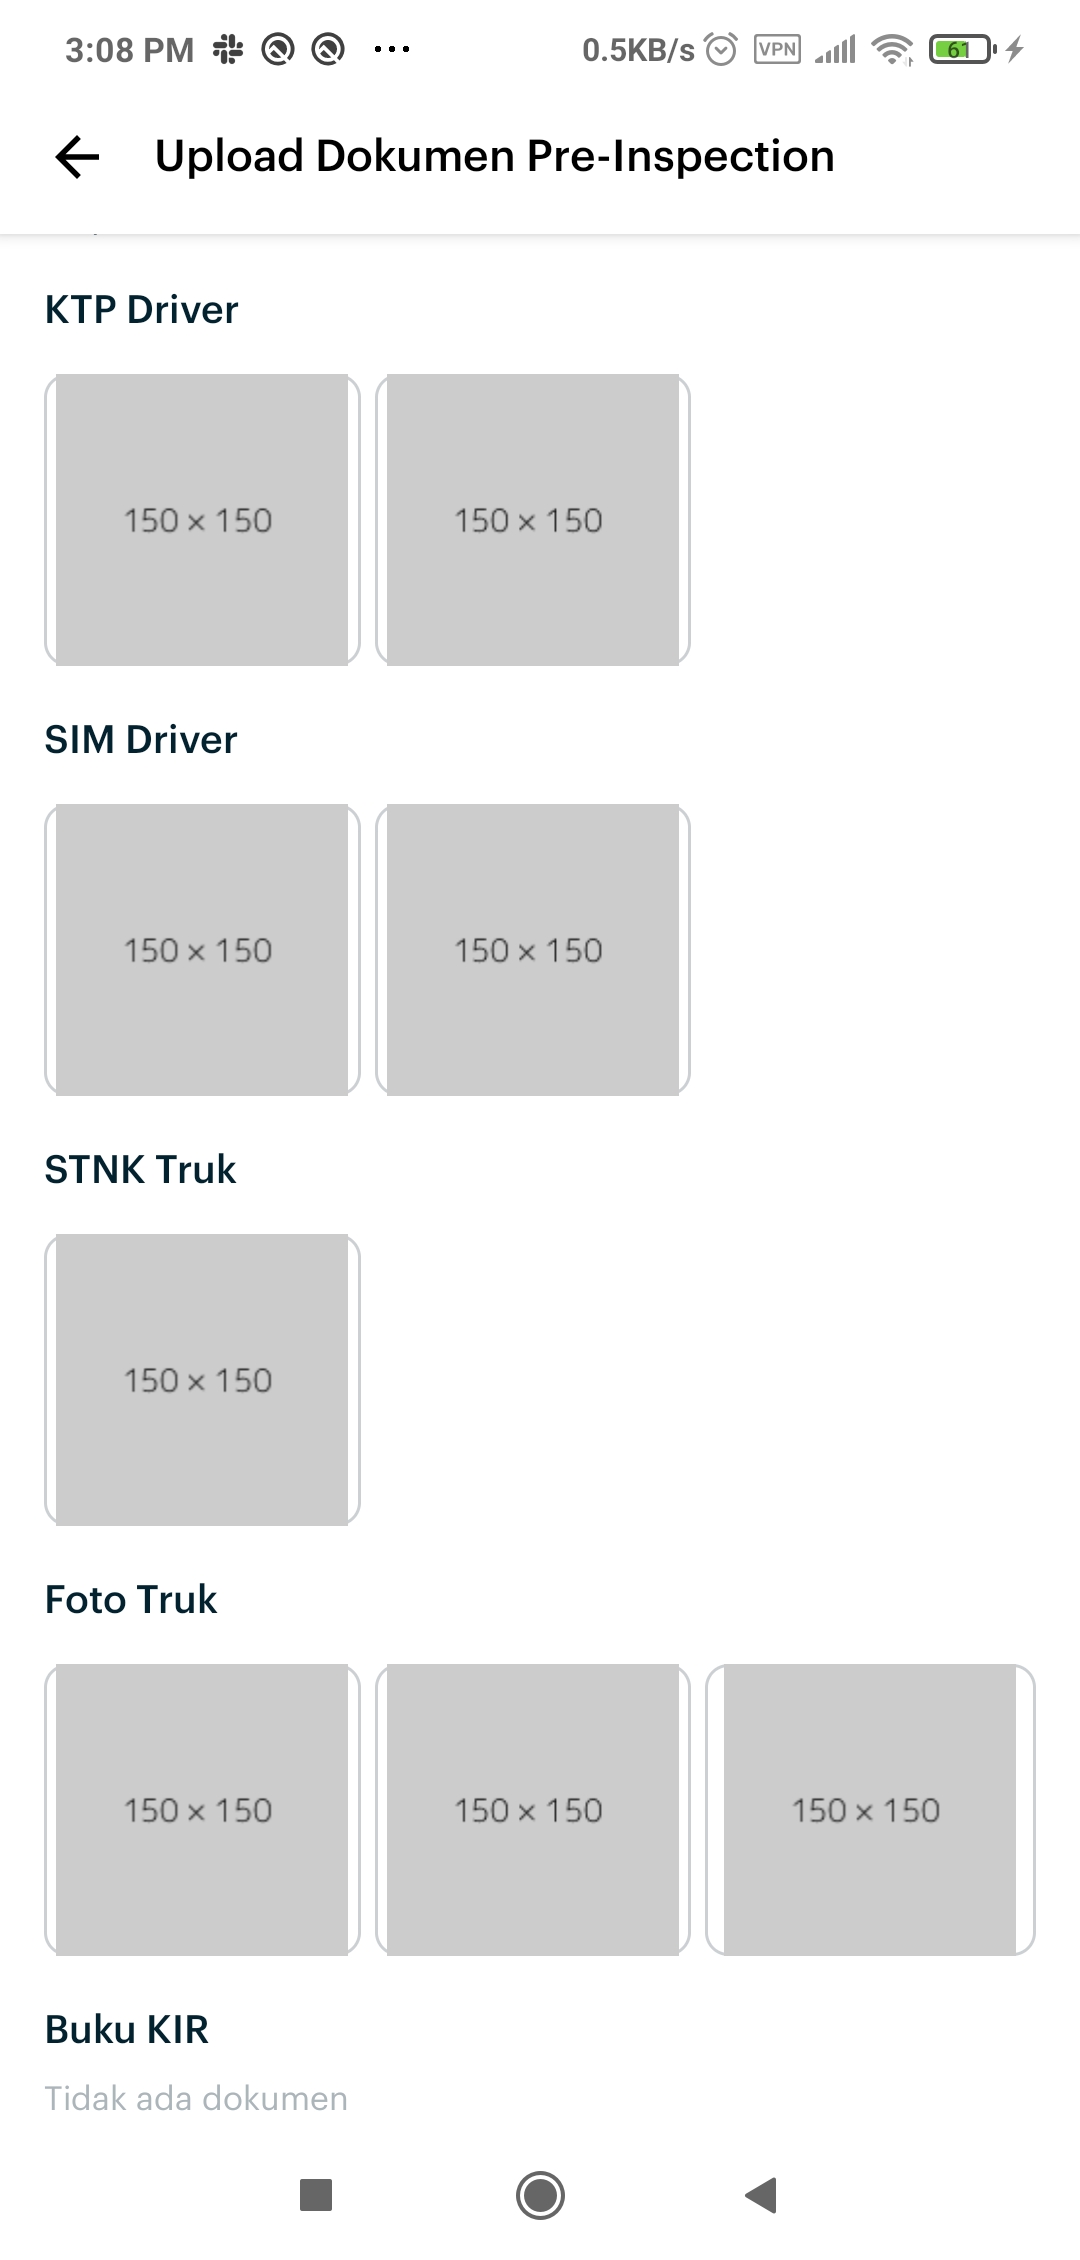 3:08 PM ... 0.5KB/s VPN 61
Upload Dokumen Pre-Inspection
KTP Driver
150 × 150 150 × 150
SIM Driver
150 × 150 150 × 150
STNK Truk
150 × 150
Foto Truk
150 × 150 150 × 150 150 × 150
Buku KIR
Tidak ada dokumen